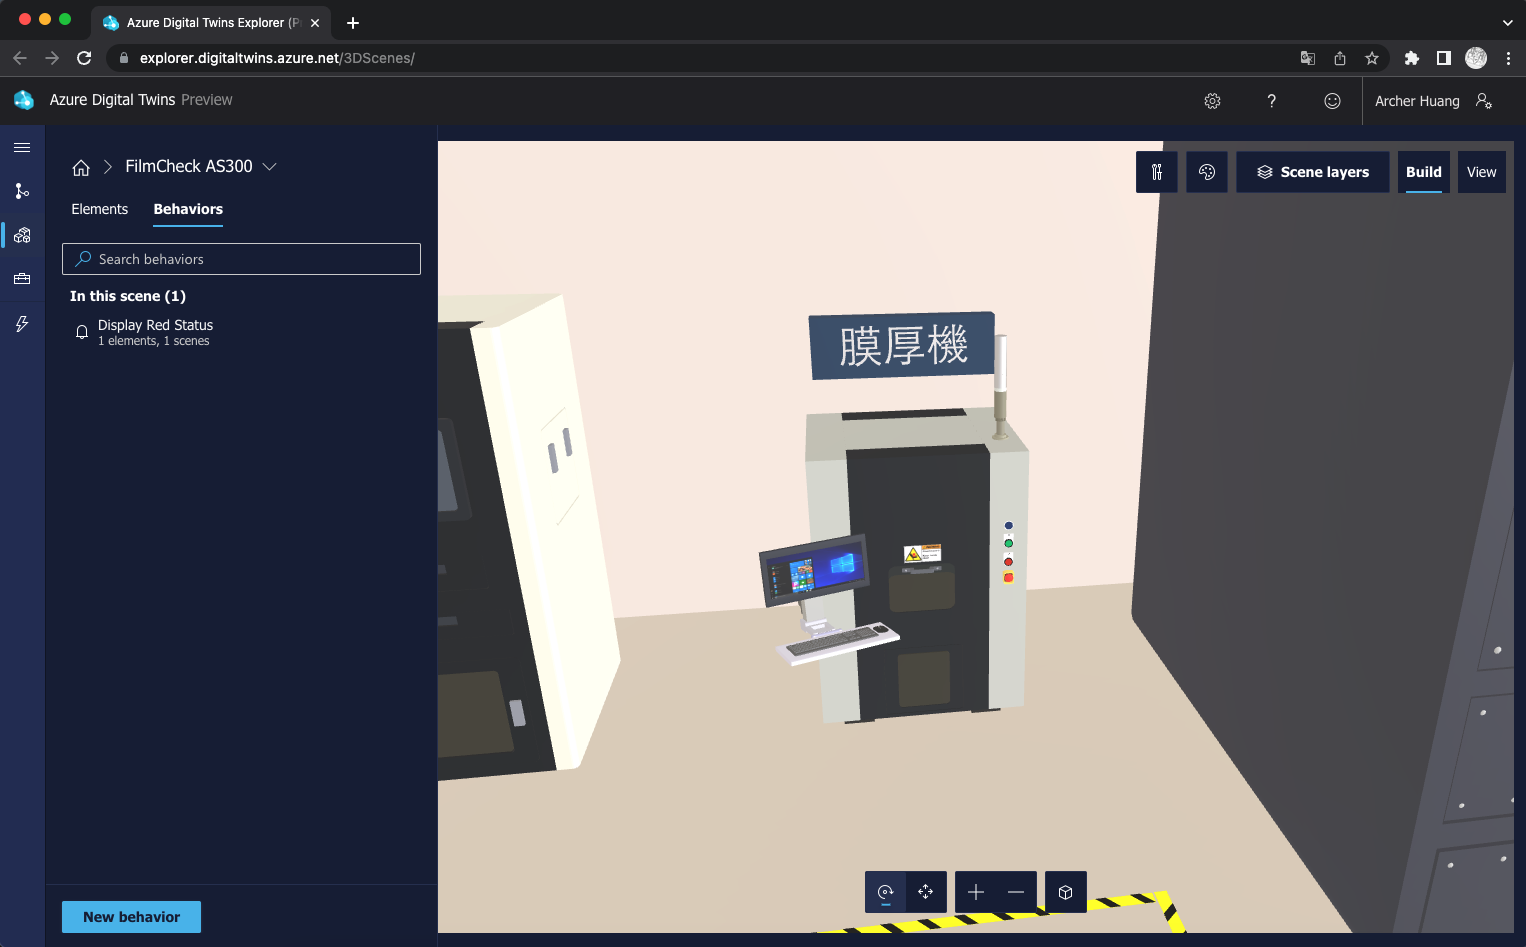 Azure Digital Twins Explorer (P
explorer.digitaltwins.azure.net/3DScenes/
Azure Digital Twins Preview
Archer Huang
FilmCheck AS300
Elements Behaviors
Search behaviors
In this scene (1)
Display Red Status
1 elements, 1 scenes
New behavior
Scene layers
Build
View
膜厚機